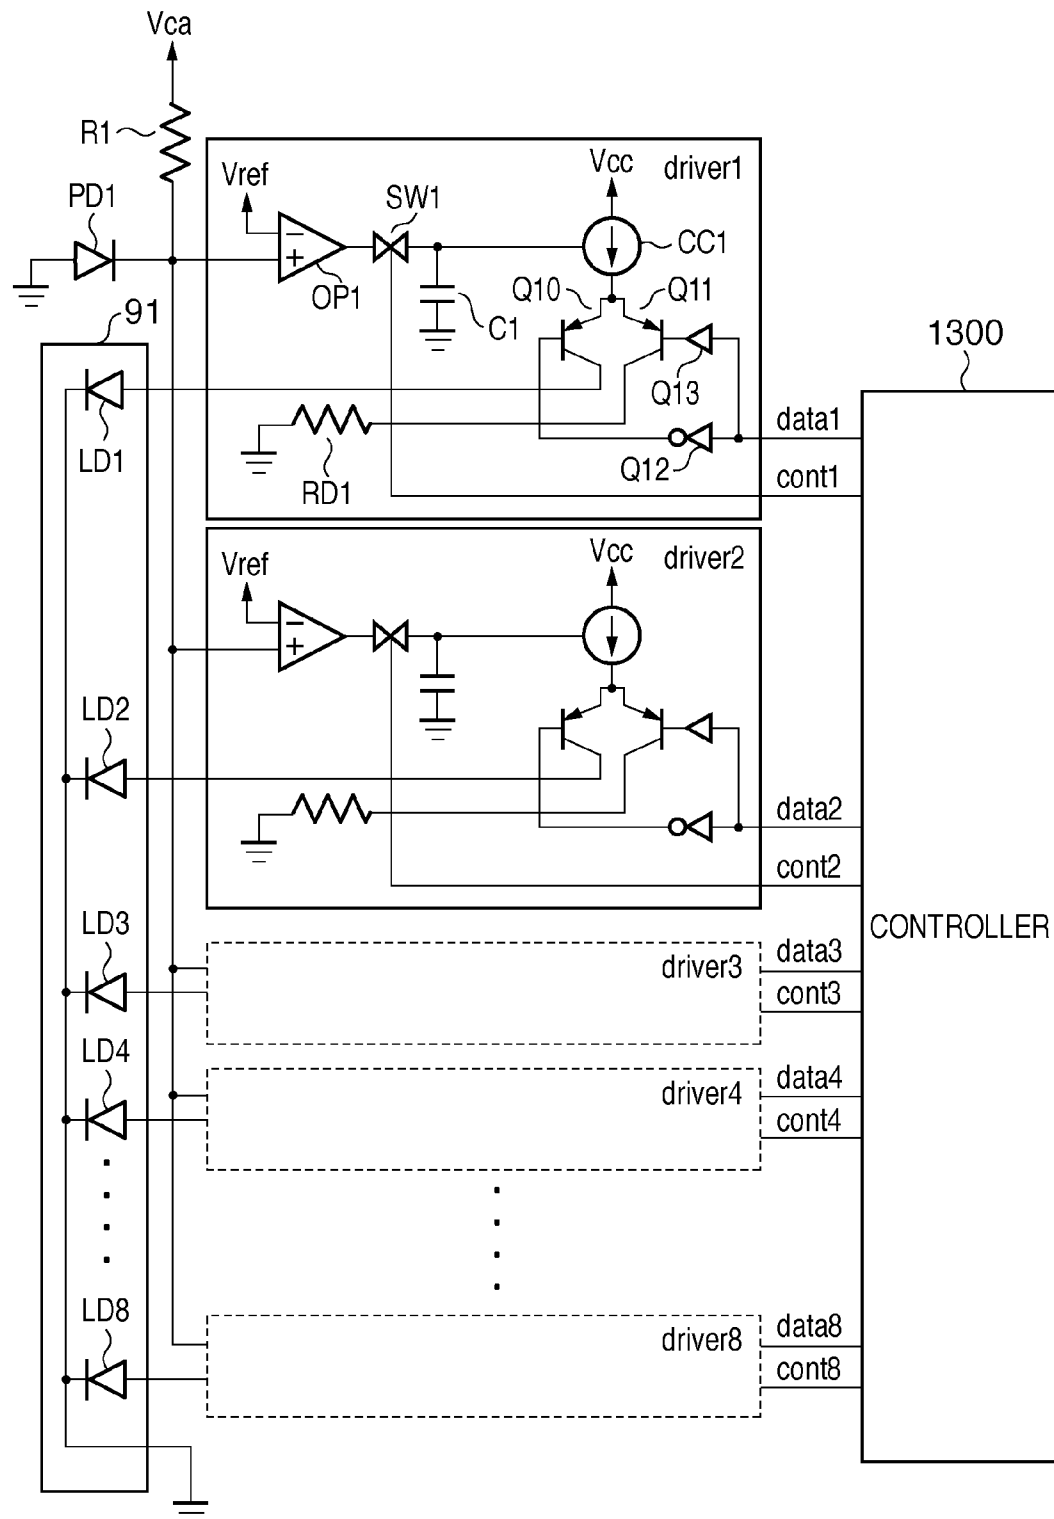 Vca
R1
PD1
91
LD1
Vref
SW1
Vcc
driver1
−
+
OP1
C1
CC1
Q10
Q11
Q13
Q12
RD1
data1
cont1
1300
Vref
Vcc
driver2
−
+
LD2
data2
cont2
CONTROLLER
LD3
driver3
data3
cont3
LD4
driver4
data4
cont4
LD8
driver8
data8
cont8